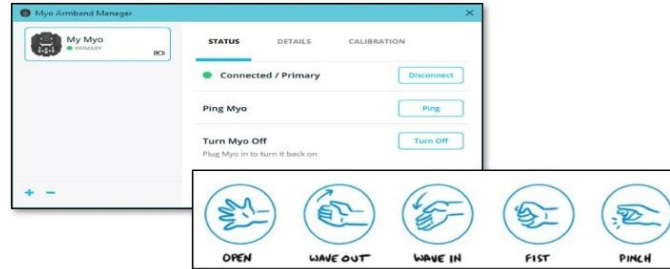 Myo Armband Manager
My Myo
PRIMARY
STATUS DETAILS CALIBRATION
Connected / Primary Disconnect
Ping Myo Ping
Turn Myo Off Turn Off
Plug Myo in to turn it back on
OPEN WAVE OUT WAVE IN FIST PINCH